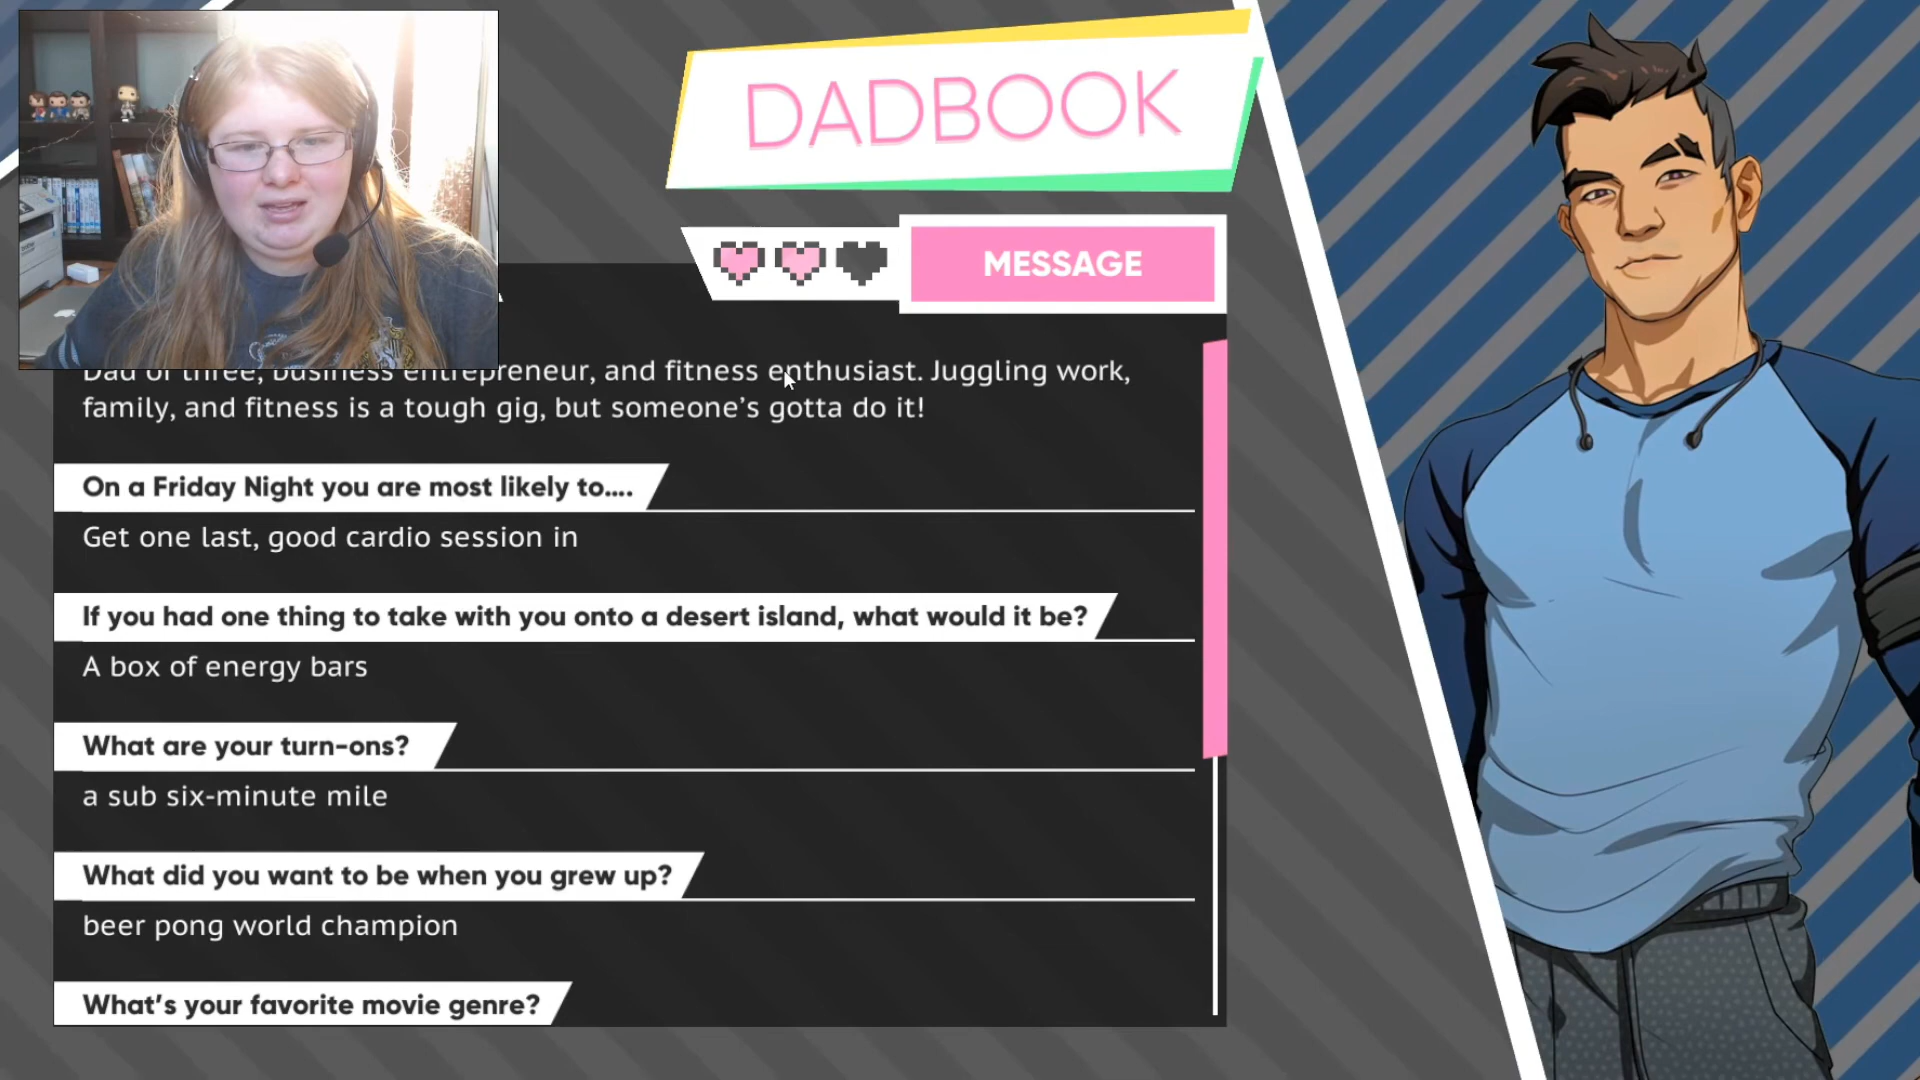 DADBOOK
MESSAGE
Dad of three, business entrepreneur, and fitness enthusiast. Juggling work,
family, and fitness is a tough gig, but someone's gotta do it!
On a Friday Night you are most likely to....
Get one last, good cardio session in
If you had one thing to take with you onto a desert island, what would it be?
A box of energy bars
What are your turn-ons?
a sub six-minute mile
What did you want to be when you grew up?
beer pong world champion
What's your favorite movie genre?